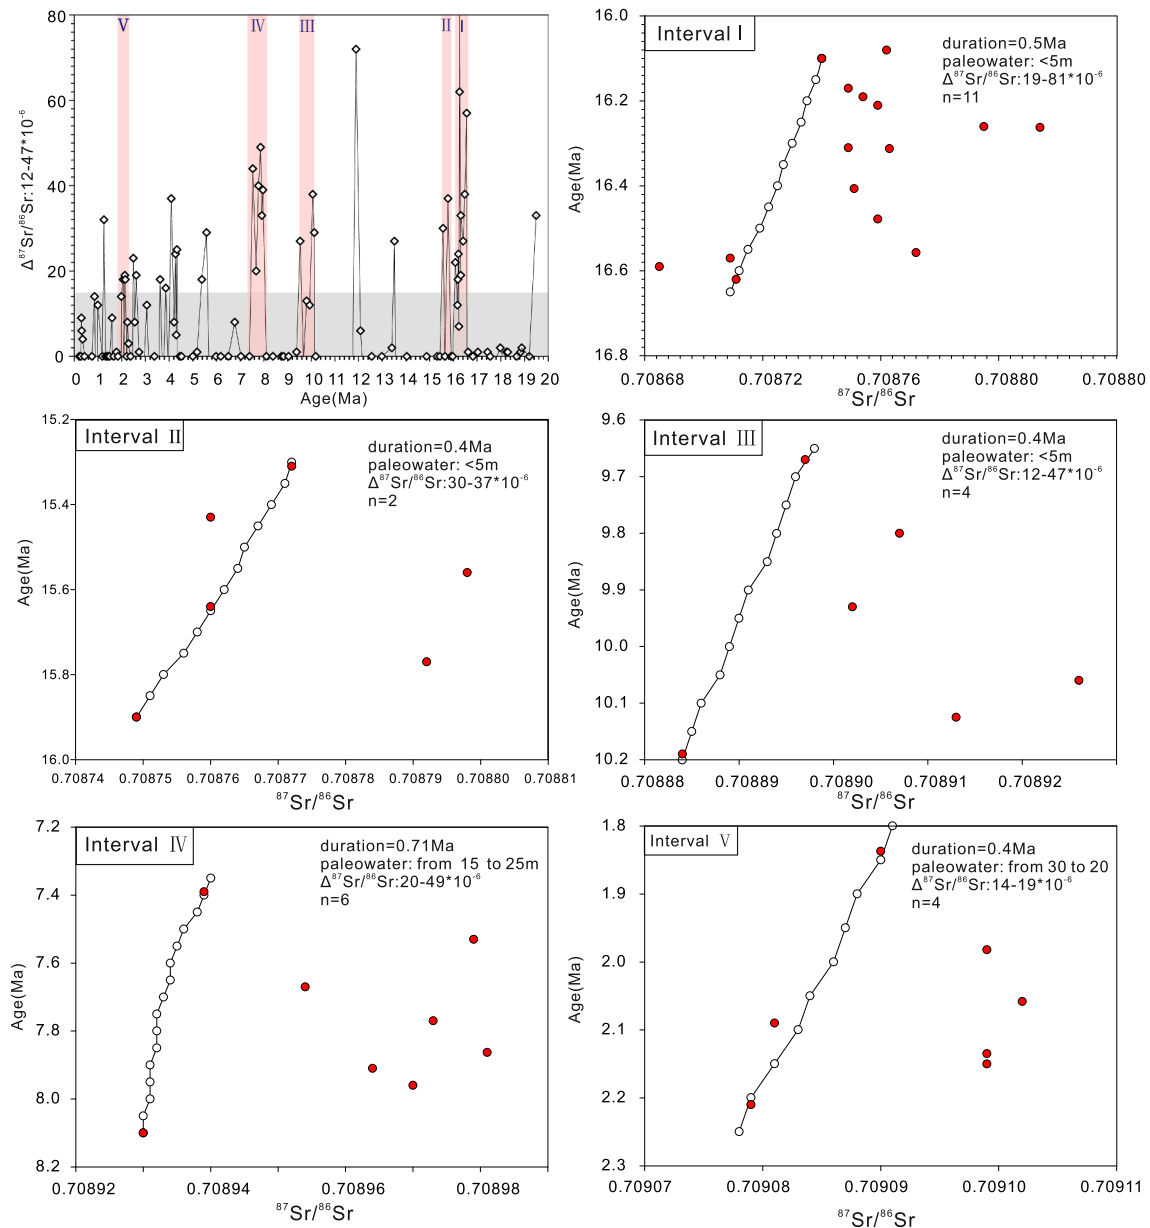 V
IV
III
II
I
80
60
40
20
0
Δ⁸⁷Sr/⁸⁶Sr:12-47*10⁻⁶
0 1 2 3 4 5 6 7 8 9 10 11 12 13 14 15 16 17 18 19 20
Age(Ma)
Interval I
duration=0.5Ma
paleowater: <5m
Δ⁸⁷Sr/⁸⁶Sr:19-81*10⁻⁶
n=11
16.0
16.2
16.4
16.6
16.8
Age(Ma)
0.70868 0.70872 0.70876 0.70880 0.70880
⁸⁷Sr/⁸⁶Sr
Interval II
duration=0.4Ma
paleowater: <5m
Δ⁸⁷Sr/⁸⁶Sr:30-37*10⁻⁶
n=2
15.2
15.4
15.6
15.8
16.0
Age(Ma)
0.70874 0.70875 0.70876 0.70877 0.70878 0.70879 0.70880 0.70881
⁸⁷Sr/⁸⁶Sr
Interval III
duration=0.4Ma
paleowater: <5m
Δ⁸⁷Sr/⁸⁶Sr:12-47*10⁻⁶
n=4
9.6
9.7
9.8
9.9
10.0
10.1
10.2
Age(Ma)
0.70888 0.70889 0.70890 0.70891 0.70892
⁸⁷Sr/⁸⁶Sr
Interval IV
duration=0.71Ma
paleowater: from 15 to 25m
Δ⁸⁷Sr/⁸⁶Sr:20-49*10⁻⁶
n=6
7.2
7.4
7.6
7.8
8.0
8.2
Age(Ma)
0.70892 0.70894 0.70896 0.70898
⁸⁷Sr/⁸⁶Sr
Interval V
duration=0.4Ma
paleowater: from 30 to 20
Δ⁸⁷Sr/⁸⁶Sr:14-19*10⁻⁶
n=4
1.8
1.9
2.0
2.1
2.2
2.3
Age(Ma)
0.70907 0.70908 0.70909 0.70910 0.70911
⁸⁷Sr/⁸⁶Sr